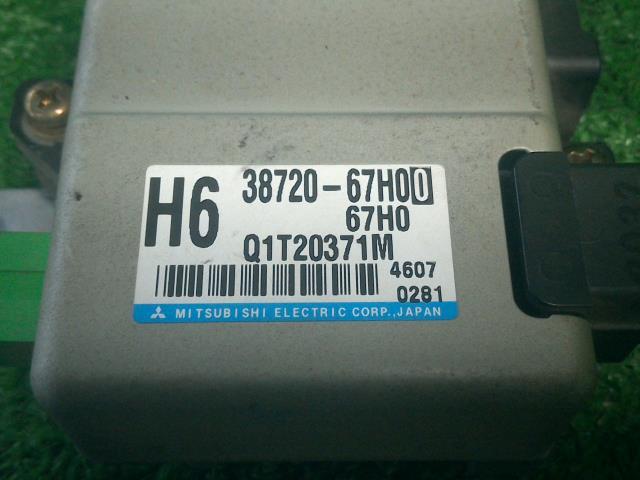 H6 38720-67H00
67H0
Q1T20371M
4607
0281
MITSUBISHI ELECTRIC CORP., JAPAN